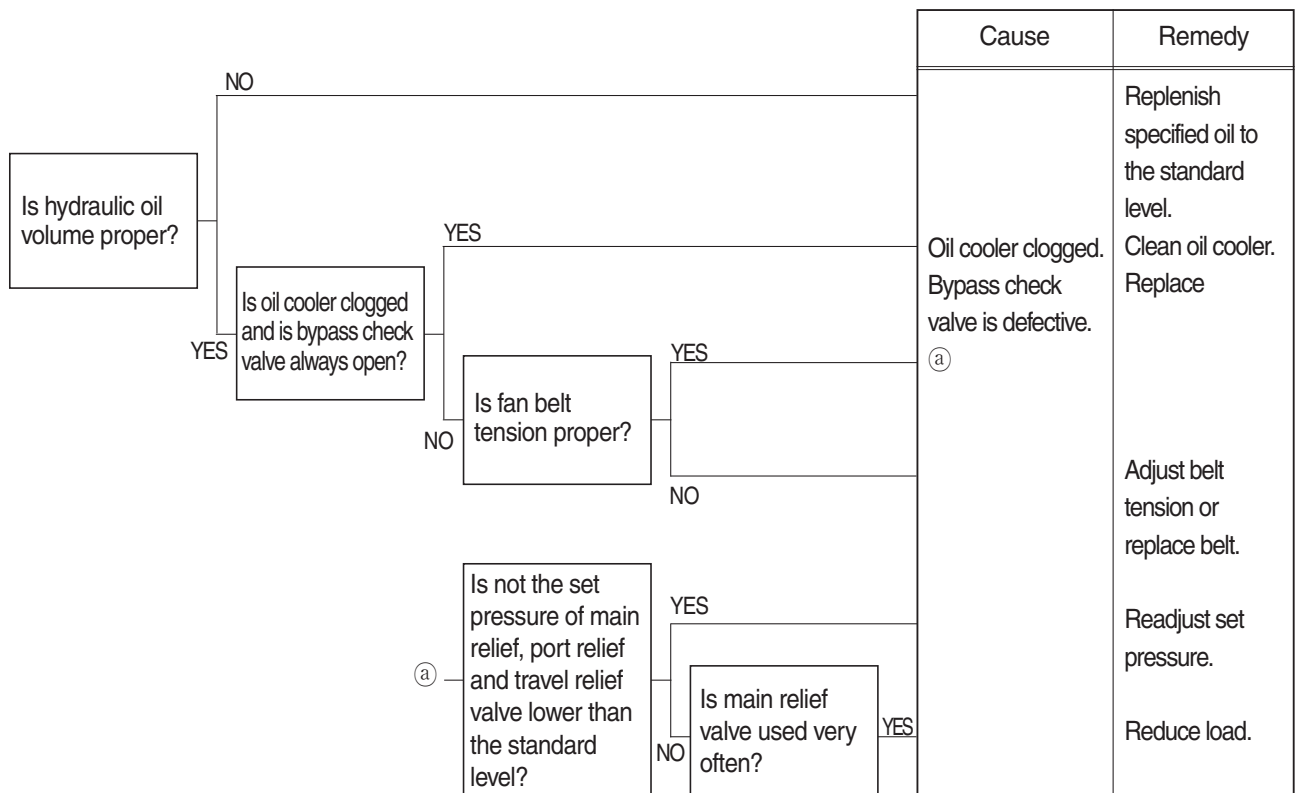 Cause
Remedy
NO
Replenish
specified oil to
the standard
level.
Is hydraulic oil
volume proper?
YES
YES
Oil cooler clogged.
Clean oil cooler.
Bypass check
Replace
valve is defective.
Is oil cooler clogged
and is bypass check
valve always open?
YES
ⓐ
Is fan belt
tension proper?
NO
NO
Adjust belt
tension or
replace belt.
ⓐ
Is not the set
pressure of main
relief, port relief
and travel relief
valve lower than
the standard
level?
YES
Readjust set
pressure.
NO
Is main relief
valve used very
often?
YES
Reduce load.